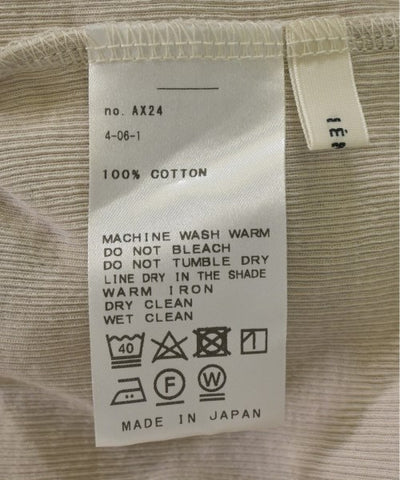 no. AX24
4-06-1
100% COTTON
MACHINE WASH WARM
DO NOT BLEACH
DO NOT TUMBLE DRY
LINE DRY IN THE SHADE
WARM IRON
DRY CLEAN
WET CLEAN
40
F
W
MADE IN JAPAN